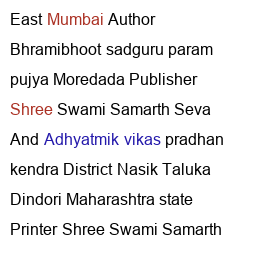 East Mumbai Author
Bhramibhoot sadguru param
pujya Moredada Publisher
Shree Swami Samarth Seva
And Adhyatmik vikas pradhan
kendra District Nasik Taluka
Dindori Maharashtra state
Printer Shree Swami Samarth